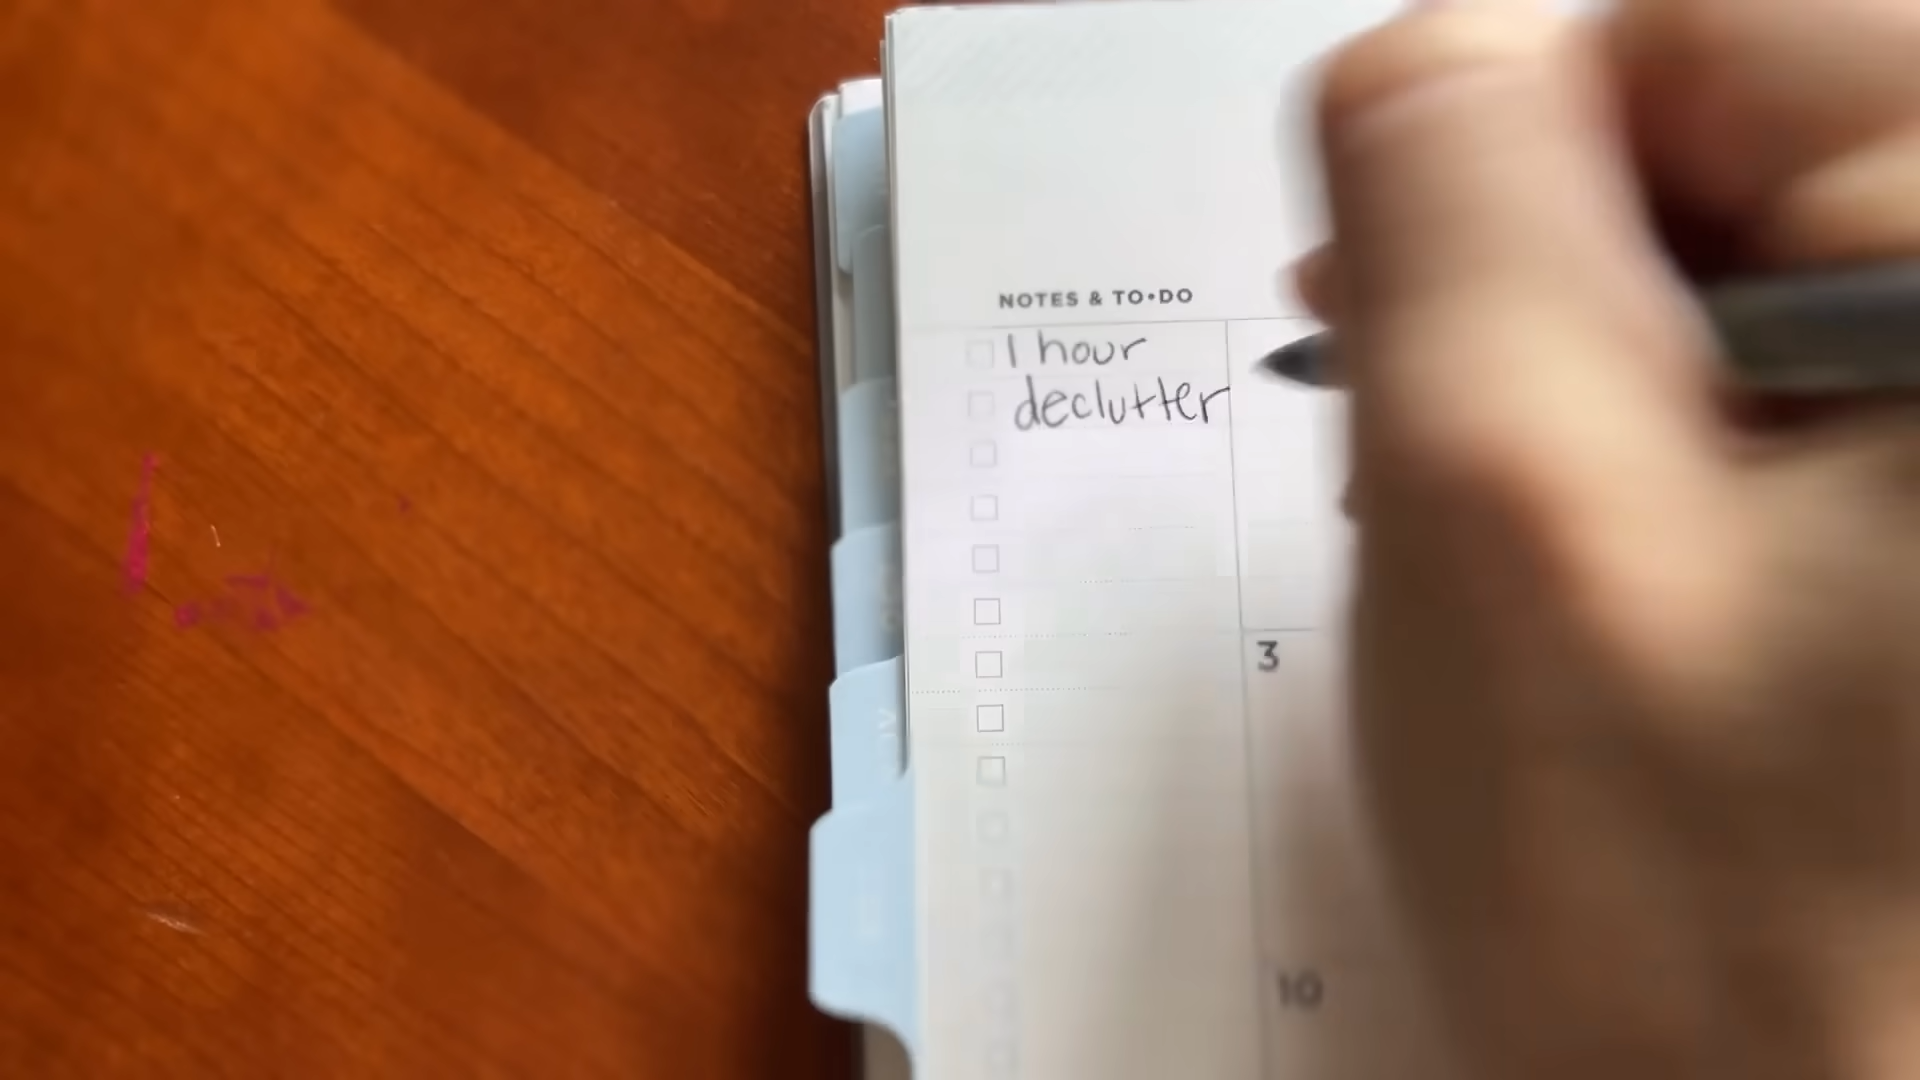 NOTES & TO•DO
1 hour
declutter
3
10